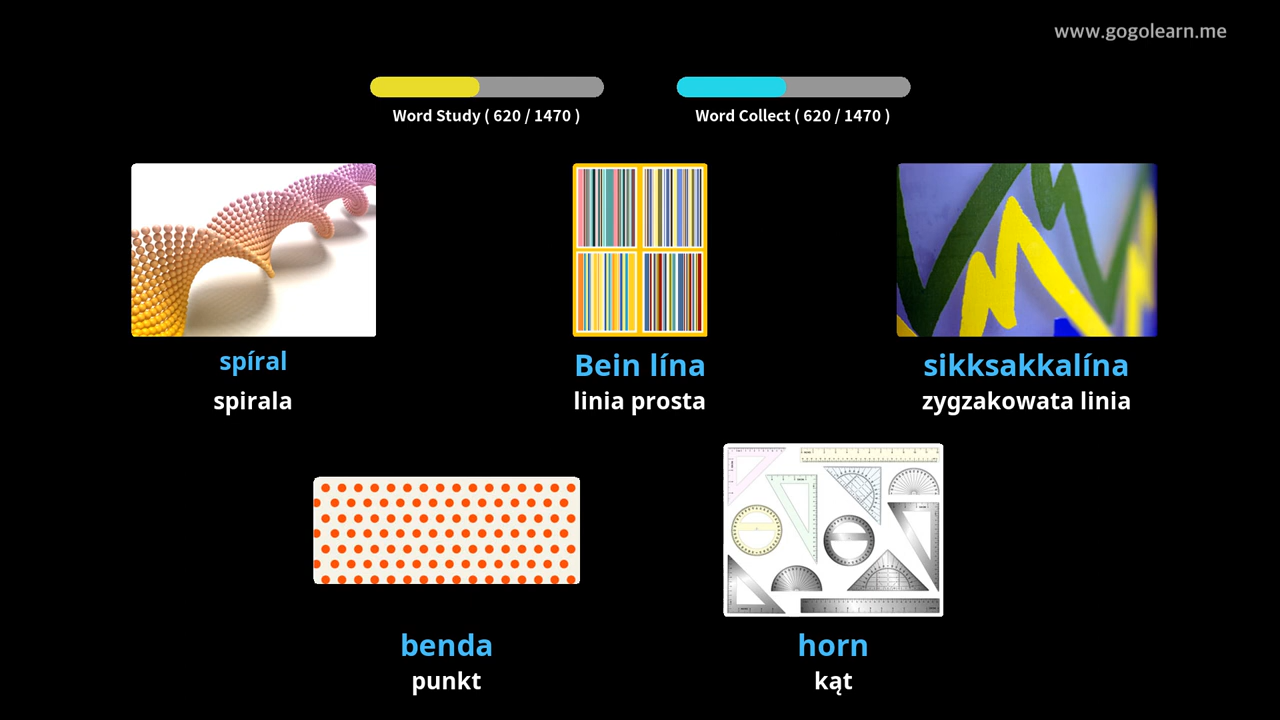 www.gogolearn.me
Word Study ( 620 / 1470 )
Word Collect ( 620 / 1470 )
spíral
spirala
Bein lína
linia prosta
sikksakkalína
zygzakowata linia
benda
punkt
horn
kąt